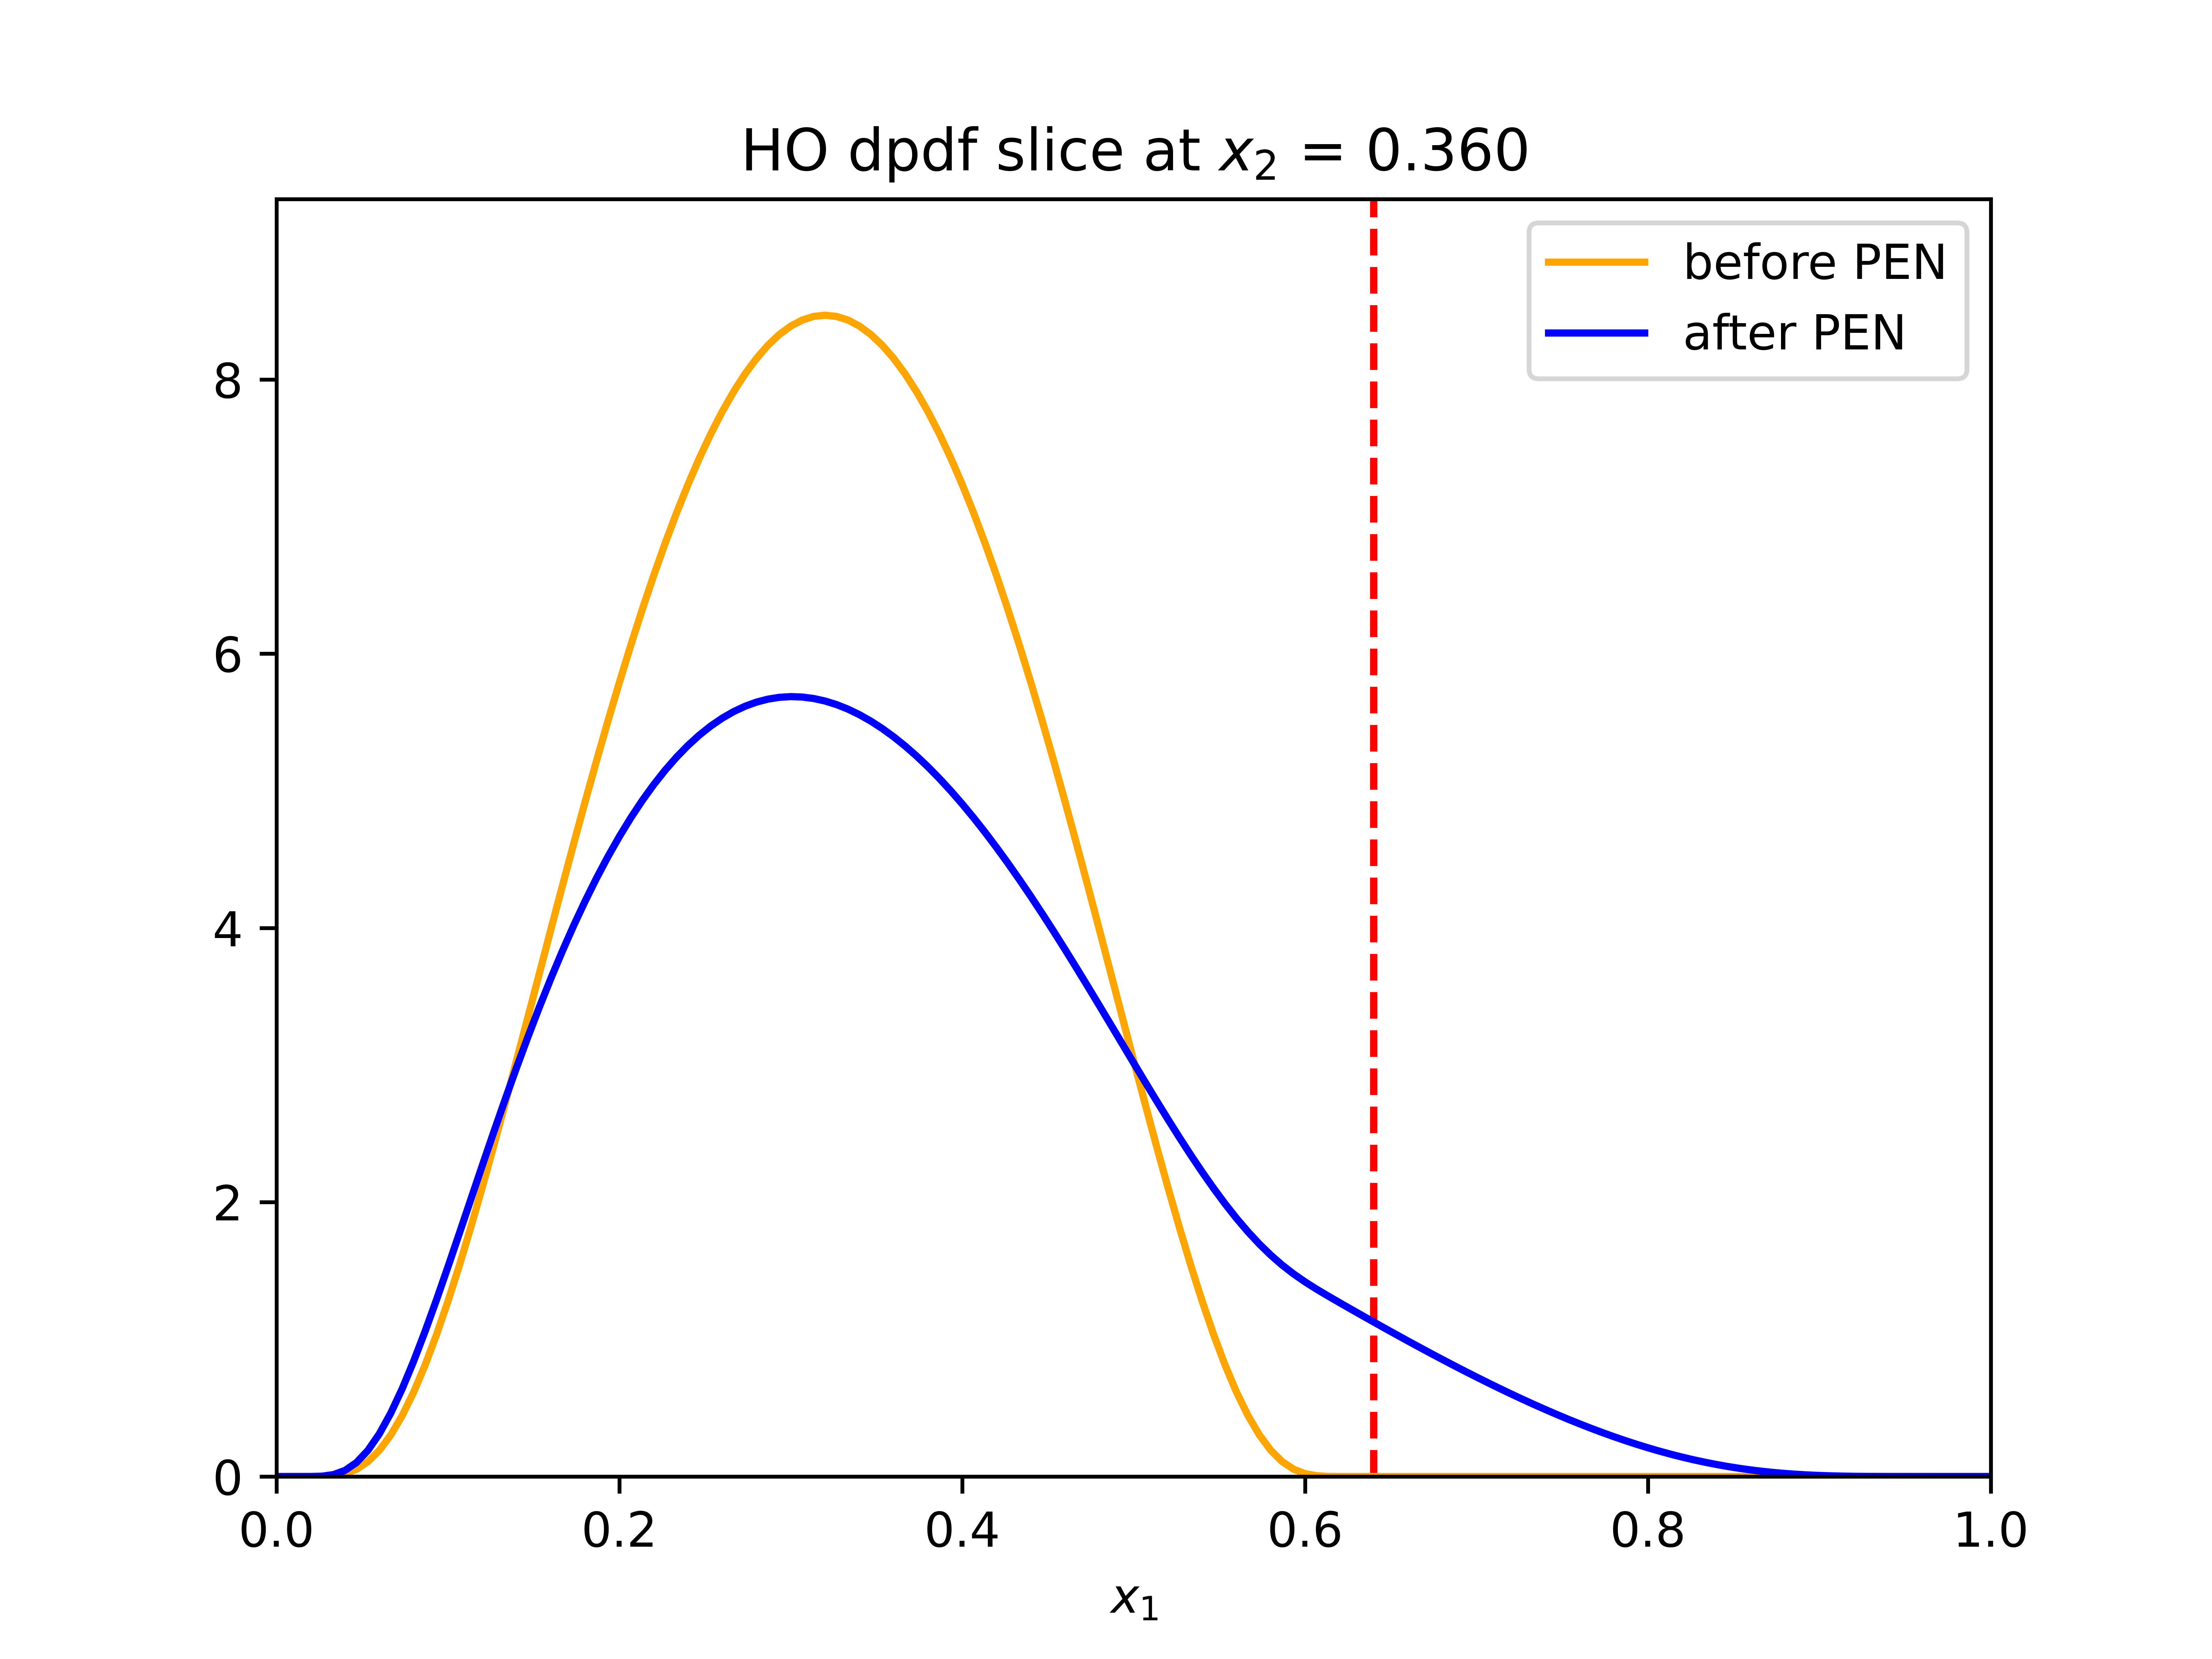 HO dpdf slice at x₂ = 0.360
before PEN
after PEN
8
6
4
2
0
0.0 0.2 0.4 0.6 0.8 1.0
x₁